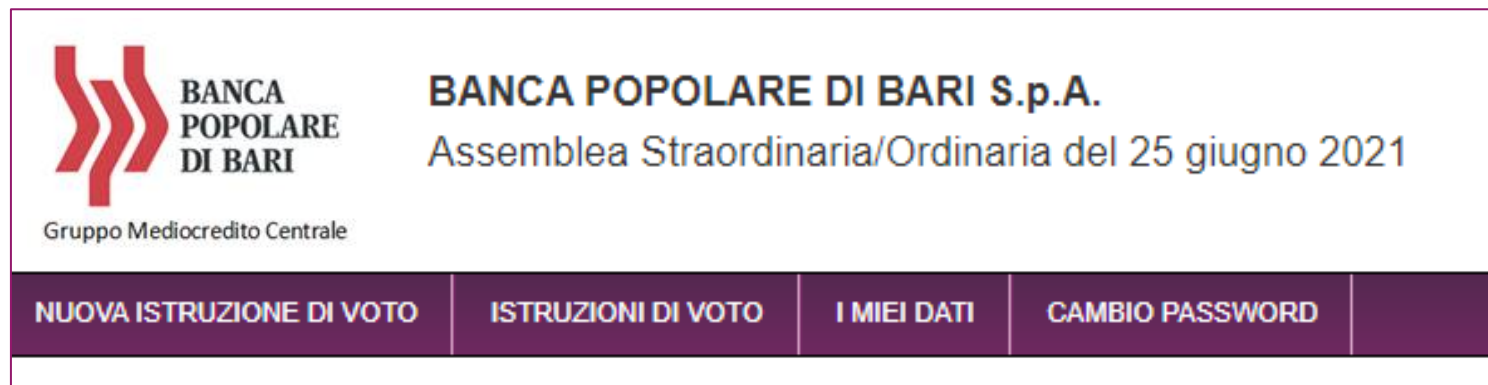 BANCA
POPOLARE
DI BARI
Gruppo Mediocredito Centrale
BANCA POPOLARE DI BARI S.p.A.
Assemblea Straordinaria/Ordinaria del 25 giugno 2021
NUOVA ISTRUZIONE DI VOTO ISTRUZIONI DI VOTO I MIEI DATI CAMBIO PASSWORD